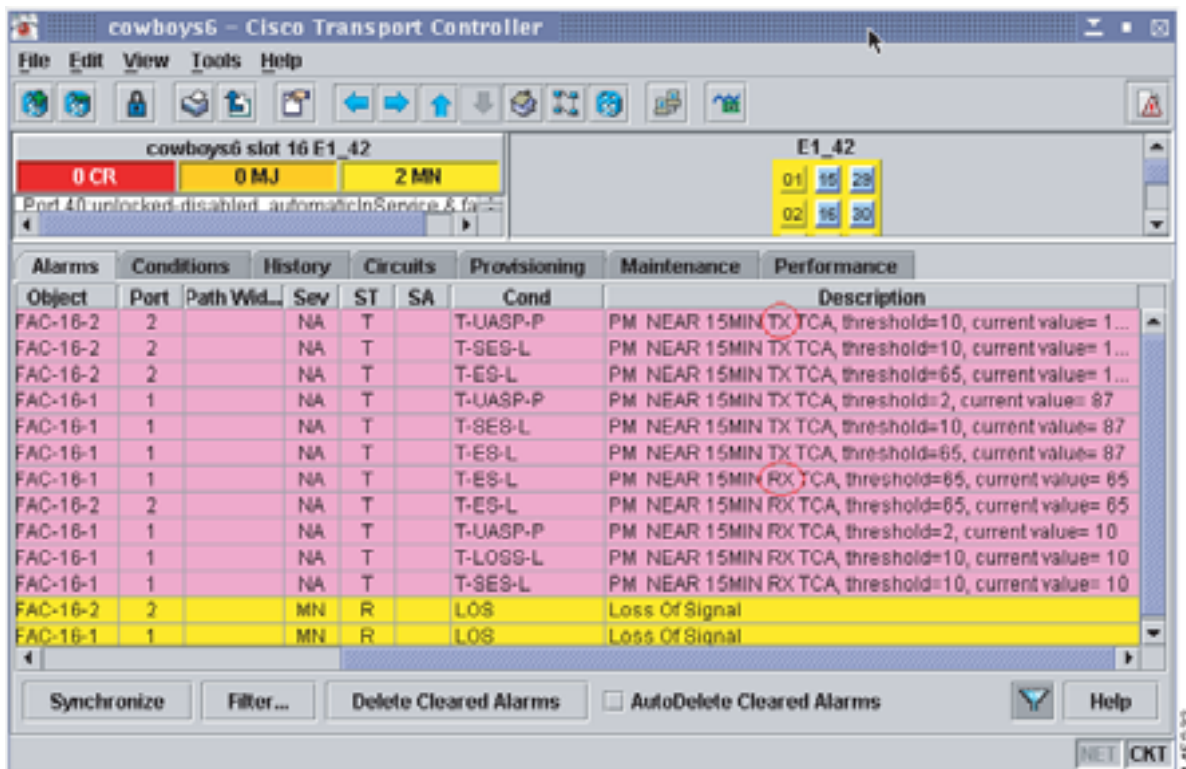 cowboys6 – Cisco Transport Controller
File Edit View Tools Help
cowboys6 slot 16 E1_42
0 CR 0 MJ 2 MN
Port 40:unlocked-disabled, automaticInService &
E1_42
01 15 29
02 16 30
Alarms Conditions History Circuits Provisioning Maintenance Performance
Object Port Path Wid... Sev ST SA Cond Description
FAC-16-2 2 NA T T-UASP-P PM NEAR 15MIN TX TCA, threshold=10, current value= 1...
FAC-16-2 2 NA T T-SES-L PM NEAR 15MIN TX TCA, threshold=10, current value= 1...
FAC-16-2 2 NA T T-ES-L PM NEAR 15MIN TX TCA, threshold=65, current value= 1...
FAC-16-1 1 NA T T-UASP-P PM NEAR 15MIN TX TCA, threshold=2, current value= 87
FAC-16-1 1 NA T T-SES-L PM NEAR 15MIN TX TCA, threshold=10, current value= 87
FAC-16-1 1 NA T T-ES-L PM NEAR 15MIN TX TCA, threshold=65, current value= 87
FAC-16-1 1 NA T T-ES-L PM NEAR 15MIN RX TCA, threshold=65, current value= 65
FAC-16-2 2 NA T T-ES-L PM NEAR 15MIN RX TCA, threshold=65, current value= 65
FAC-16-1 1 NA T T-UASP-P PM NEAR 15MIN RX TCA, threshold=2, current value= 10
FAC-16-1 1 NA T T-LOSS-L PM NEAR 15MIN RX TCA, threshold=10, current value= 10
FAC-16-1 1 NA T T-SES-L PM NEAR 15MIN RX TCA, threshold=10, current value= 10
FAC-16-2 2 MN R LOS Loss Of Signal
FAC-16-1 1 MN R LOS Loss Of Signal
Synchronize Filter... Delete Cleared Alarms AutoDelete Cleared Alarms Help
NET CKT